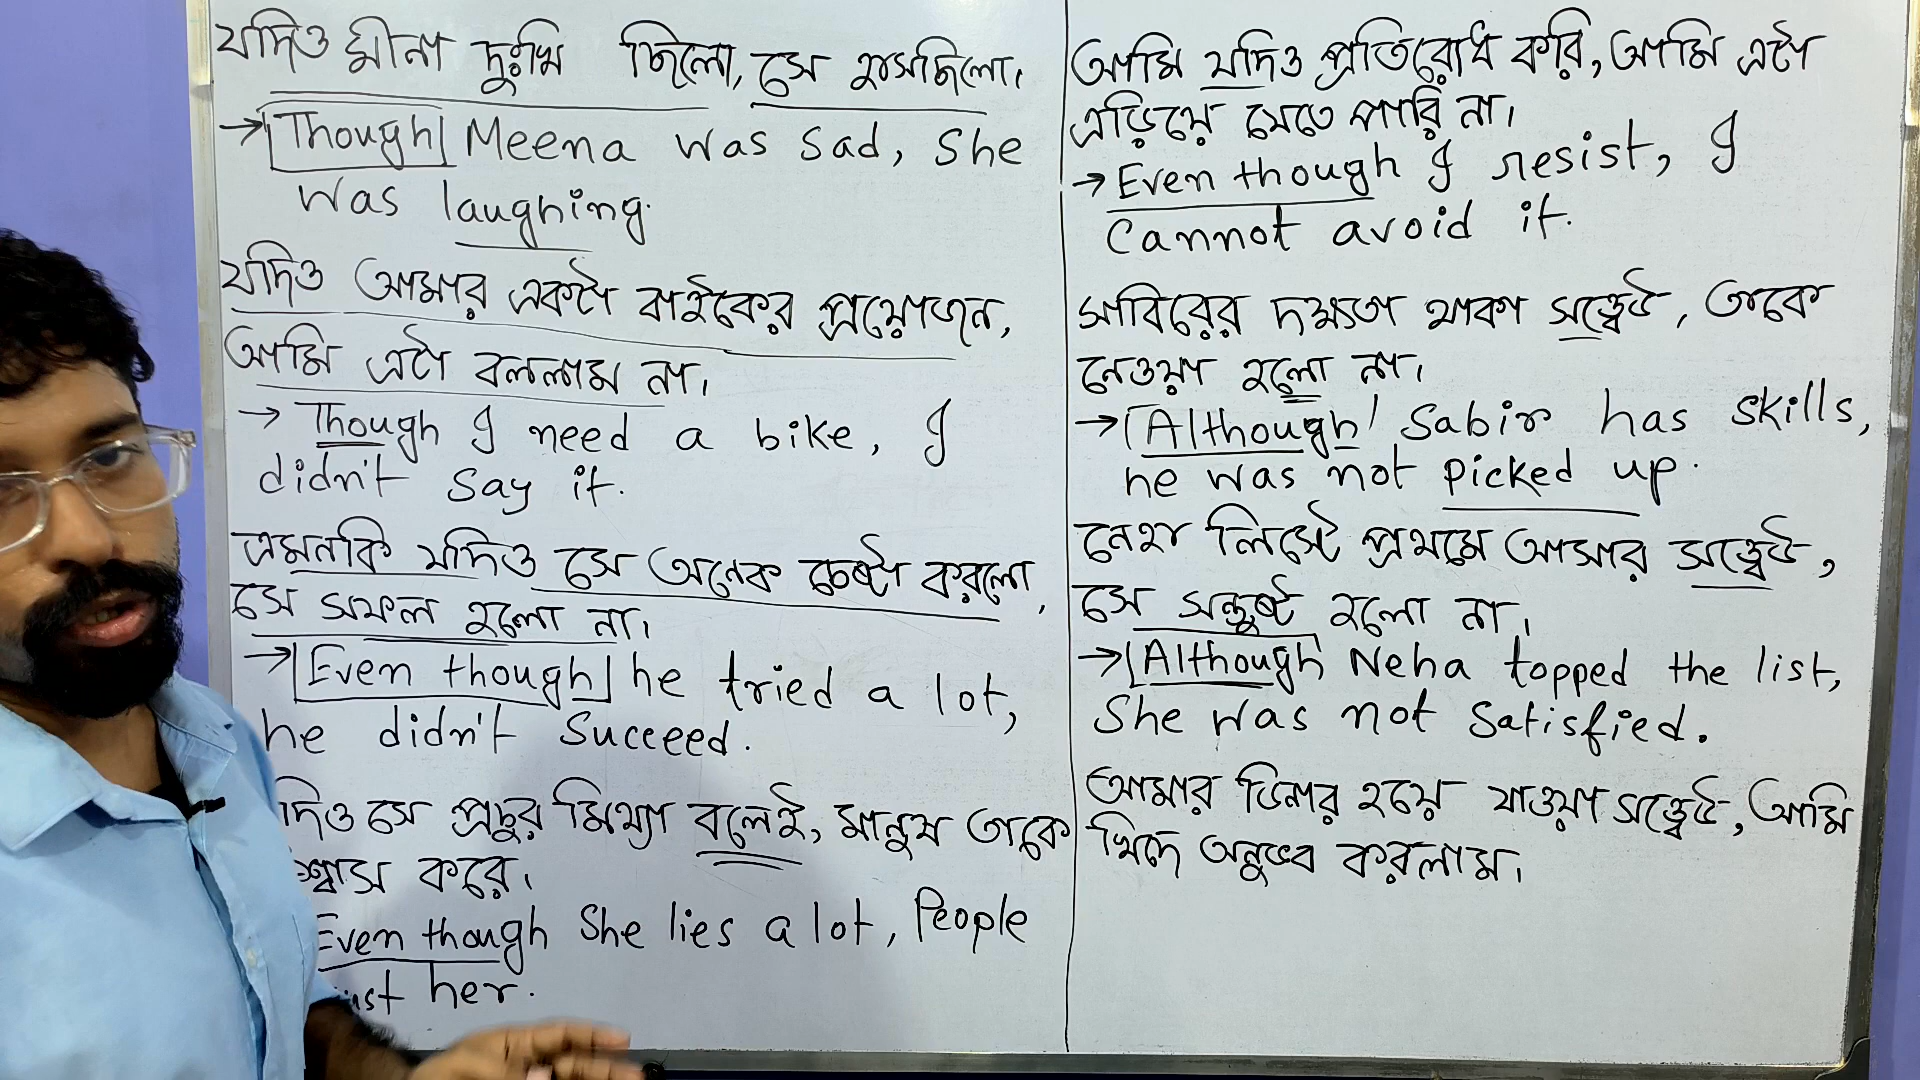 যদিও মীনা দুঃখি ছিলো, সে হাসছিলো।
→ Though Meena was sad, she
was laughing.
যদিও আমার একটা বাইকের প্রয়োজন,
আমি এটা বললাম না।
→ Though I need a bike, I
didn't say it.
এমনকি যদিও সে অনেক চেষ্টা করলো,
সে সফল হলো না।
→ Even though he tried a lot,
he didn't succeed.
দিও সে প্রচুর মিথ্যা বলেই, মানুষ তাকে
শ্বাস করে।
Even though She lies a lot, People
ust her.
আমি যদিও প্রতিরোধ করি, আমি এটা
এড়িয়ে যেতে পারি না।
→ Even though I resist, I
cannot avoid it.
সাবিরের দক্ষতা থাকা সত্ত্বেও, তাকে
নেওয়া হলো না।
→ Although Sabir has skills,
he was not picked up.
নেহা লিস্টে প্রথমে আসার সত্ত্বেও,
সে সন্তুষ্ট হলো না।
→ Although Neha topped the list,
She was not satisfied.
আমার ডিনার হয়ে যাওয়া সত্ত্বেও, আমি
খিদে অনুভব করলাম।